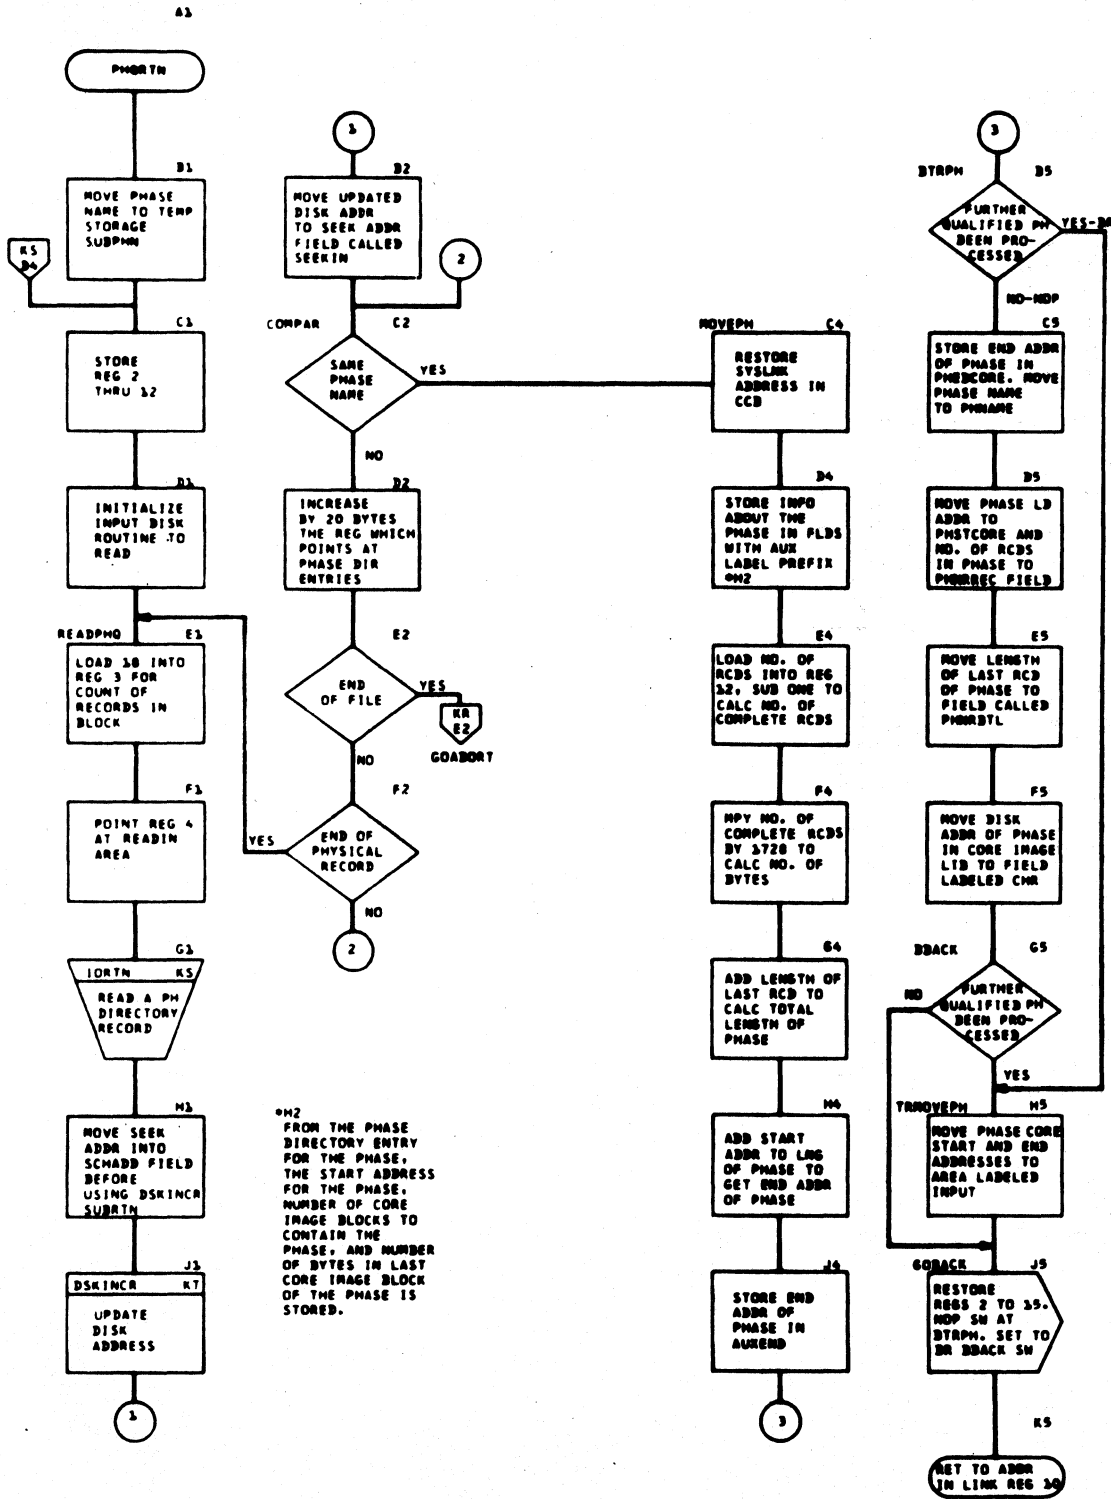 A1
PHQRTN
B1
MOVE PHASE
NAME TO TEMP
STORAGE
SUBPHN
KS
B4
C1
STORE
REG 2
THRU 12
D1
INITIALIZE
INPUT DISK
ROUTINE TO
READ
READPHQ
E1
LOAD 18 INTO
REG 3 FOR
COUNT OF
RECORDS IN
BLOCK
F1
POINT REG 4
AT READIN
AREA
G1
IORTN KS
READ A PH
DIRECTORY
RECORD
H1
MOVE SEEK
ADDR INTO
SCHADD FIELD
BEFORE
USING DSKINCR
SUBRTN
J1
DSKINCR KT
UPDATE
DISK
ADDRESS
1
1
B2
MOVE UPDATED
DISK ADDR
TO SEEK ADDR
FIELD CALLED
SEEKIN
2
COMPAR
C2
SAME
PHASE
NAME
YES
NO
D2
INCREASE
BY 20 BYTES
THE REG WHICH
POINTS AT
PHASE DIR
ENTRIES
E2
END
OF FILE
YES
KR
E2
GOABORT
NO
F2
END OF
PHYSICAL
RECORD
YES
NO
2
*H2
FROM THE PHASE
DIRECTORY ENTRY
FOR THE PHASE,
THE START ADDRESS
FOR THE PHASE,
NUMBER OF CORE
IMAGE BLOCKS TO
CONTAIN THE
PHASE, AND NUMBER
OF BYTES IN LAST
CORE IMAGE BLOCK
OF THE PHASE IS
STORED.
MOVEPH
C4
RESTORE
SYSLNK
ADDRESS IN
CCB
D4
STORE INFO
ABOUT THE
PHASE IN FLDS
WITH AUX
LABEL PREFIX
*H2
E4
LOAD NO. OF
RCDS INTO REG
12, SUB ONE TO
CALC NO. OF
COMPLETE RCDS
F4
MPY NO. OF
COMPLETE RCDS
BY 1728 TO
CALC NO. OF
BYTES
G4
ADD LENGTH OF
LAST RCD TO
CALC TOTAL
LENGTH OF
PHASE
H4
ADD START
ADDR TO LNG
OF PHASE TO
GET END ADDR
OF PHASE
J4
STORE END
ADDR OF
PHASE IN
AUXEND
3
3
BTRPH
B5
FURTHER
QUALIFIED PH
BEEN PRO-
CESSED
YES-BR
NO-NOP
C5
STORE END ADDR
OF PHASE IN
PHEDCORE. MOVE
PHASE NAME
TO PHNAME
D5
MOVE PHASE LD
ADDR TO
PHSTCORE AND
NO. OF RCDS
IN PHASE TO
PHNRREC FIELD
E5
MOVE LENGTH
OF LAST RCD
OF PHASE TO
FIELD CALLED
PHNRBTL
F5
MOVE DISK
ADDR OF PHASE
IN CORE IMAGE
LIB TO FIELD
LABELED CHR
BBACK
G5
FURTHER
QUALIFIED PH
BEEN PRO-
CESSED
NO
YES
TRMOVEPH
H5
MOVE PHASE CORE
START AND END
ADDRESSES TO
AREA LABELED
INPUT
GOBACK
J5
RESTORE
REGS 2 TO 15.
NOP SW AT
BTRPH. SET TO
BR BBACK SW
K5
RET TO ADDR
IN LINK REG 10